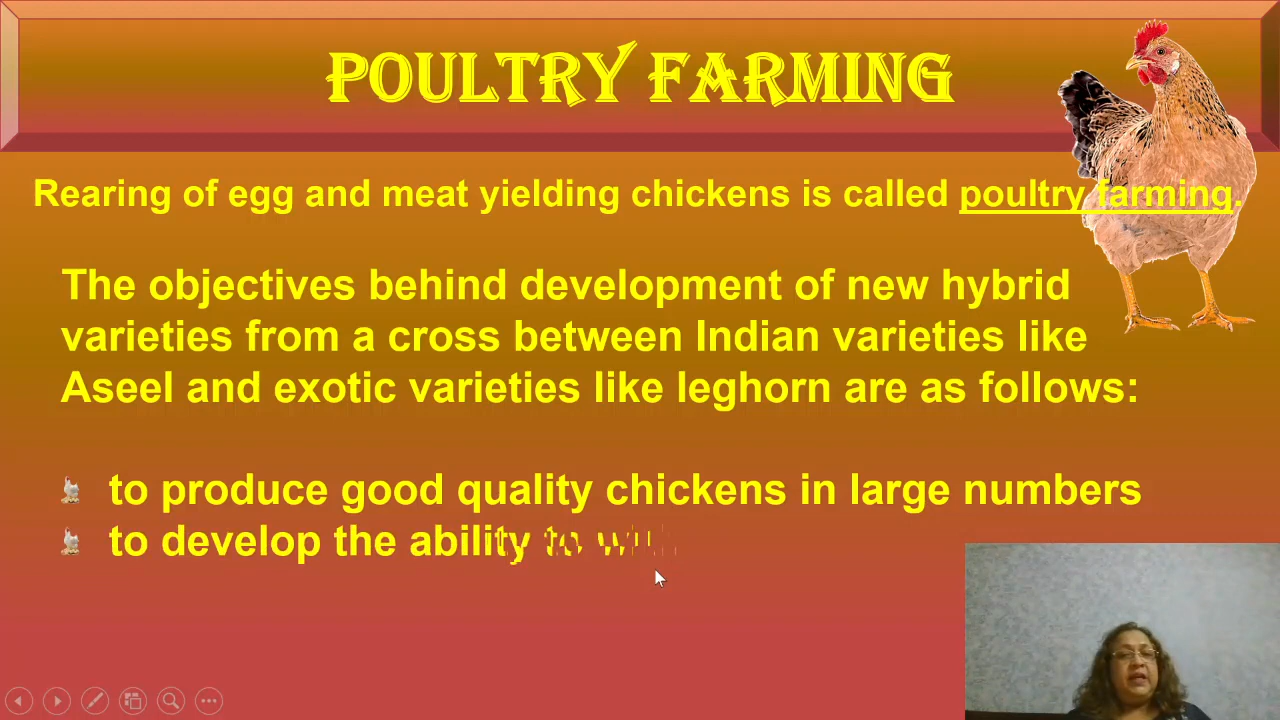 POULTRY FARMING
Rearing of egg and meat yielding chickens is called poultry farming.
The objectives behind development of new hybrid
varieties from a cross between Indian varieties like
Aseel and exotic varieties like leghorn are as follows:
to produce good quality chickens in large numbers
to develop the ability to